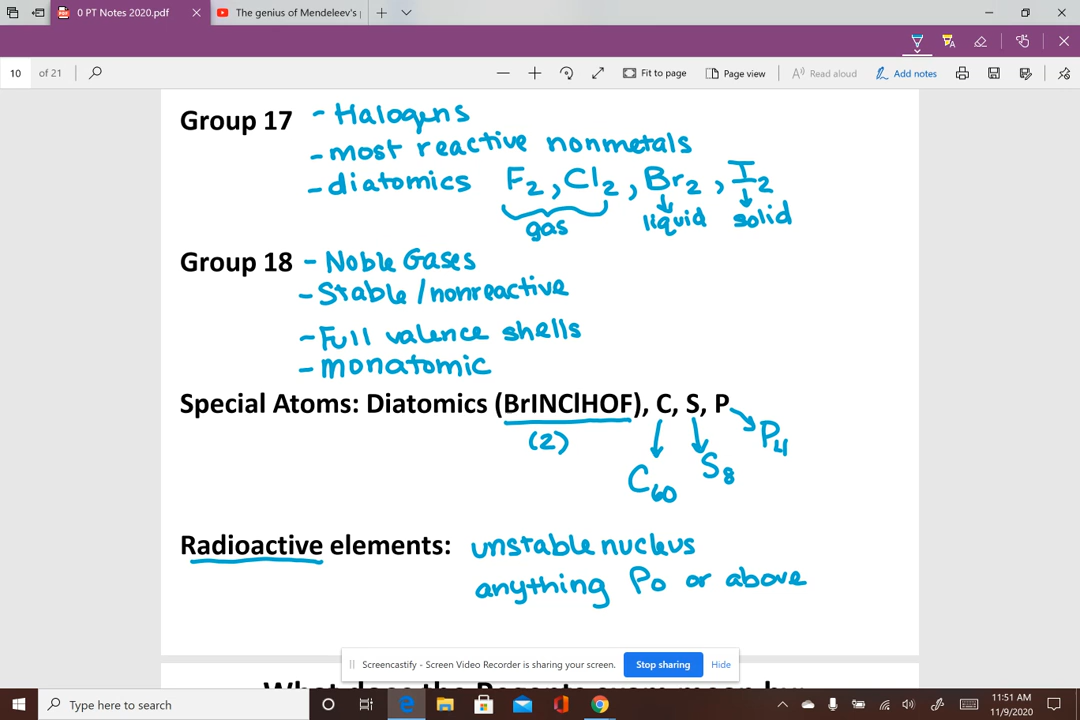 0 PT Notes 2020.pdf
The genius of Mendeleev's p
10 of 21
Fit to page
Page view
Read aloud
Add notes
Group 17 - Halogens
- most reactive nonmetals
- diatomics F2, Cl2, Br2, I2
gas liquid solid
Group 18 - Noble Gases
- Stable/nonreactive
- Full valence shells
- monatomic
Special Atoms: Diatomics (BrINClHOF), C, S, P
(2) C60 S8 P4
Radioactive elements: unstable nucleus
anything Po or above
Screencastify - Screen Video Recorder is sharing your screen.
Stop sharing
Hide
Type here to search
11:51 AM
11/9/2020